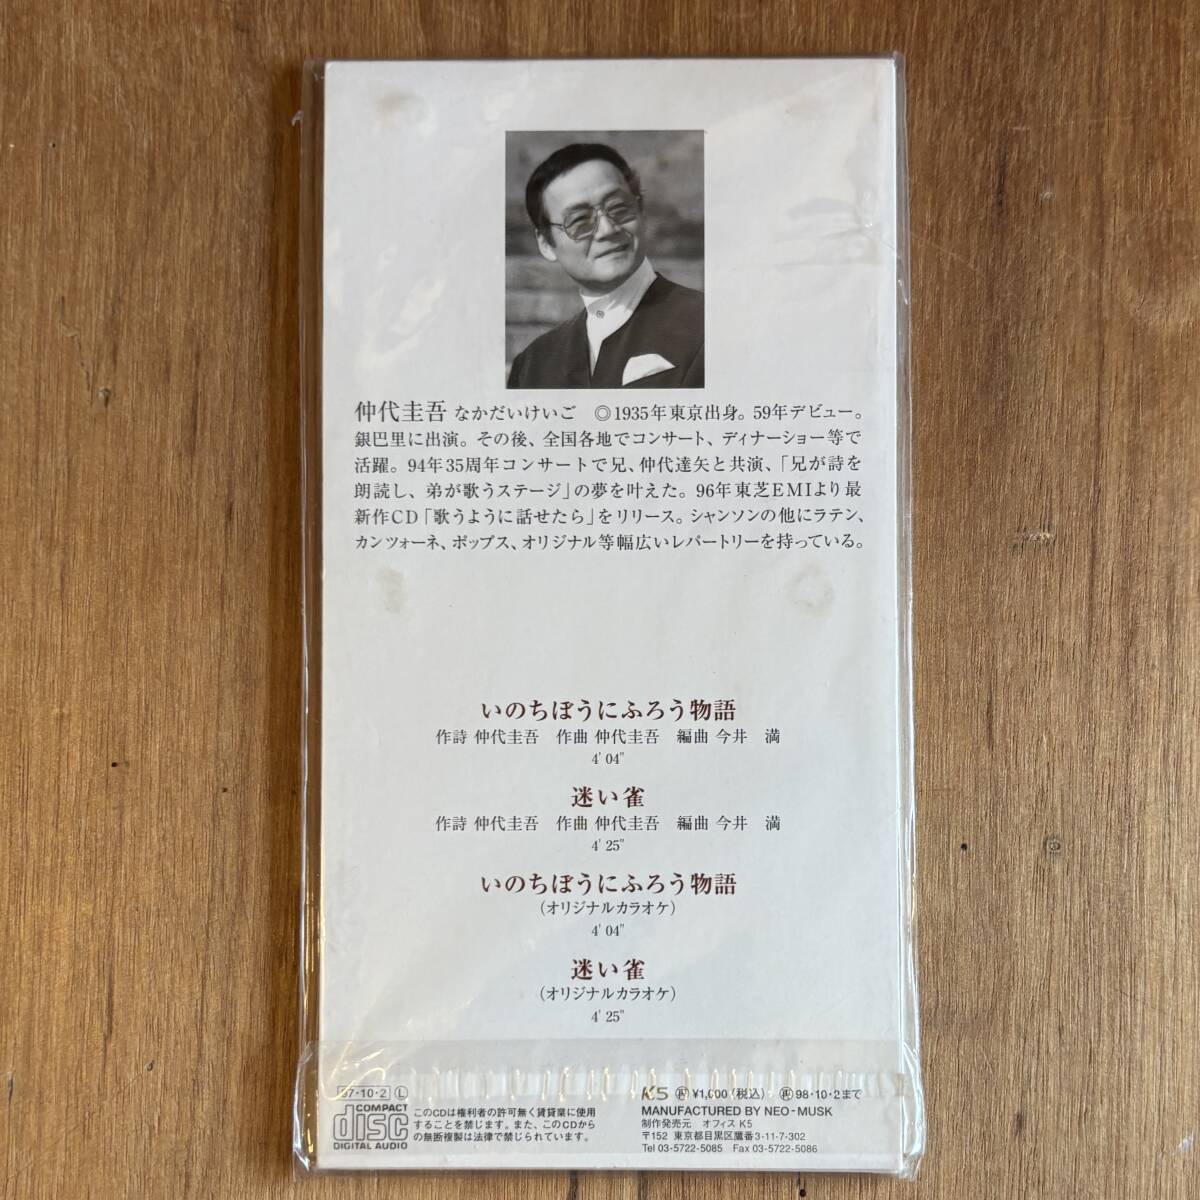 仲代圭吾 なかだいけいご ◎1935年東京出身。59年デビュー。
銀巴里に出演。その後、全国各地でコンサート、ディナーショー等で
活躍。94年35周年コンサートで兄、仲代達矢と共演、「兄が詩を
朗読し、弟が歌うステージ」の夢を叶えた。96年東芝EMIより最
新作CD「歌うように話せたら」をリリース。シャンソンの他にラテン、
カンツォーネ、ポップス、オリジナル等幅広いレパートリーを持っている。
いのちぼうにふろう物語
作詩 仲代圭吾 作曲 仲代圭吾 編曲 今井 満
4' 04"
迷い雀
作詩 仲代圭吾 作曲 仲代圭吾 編曲 今井 満
4' 25"
いのちぼうにふろう物語
(オリジナルカラオケ)
4' 04"
迷い雀
(オリジナルカラオケ)
4' 25"
97・10・2 Ⓛ
COMPACT
disc
DIGITAL AUDIO
このCDは権利者の許可無く賃貸業に使用
することを禁じます。また、このCDから
の無断複製は法律で禁じられています。
K5 再 ¥1,000(税込) 再 98・10・2まで
MANUFACTURED BY NEO-MUSK
制作発売元 オフィス K5
〒152 東京都目黒区鷹番3-11-7-302
Tel 03-5722-5085 Fax 03-5722-5086